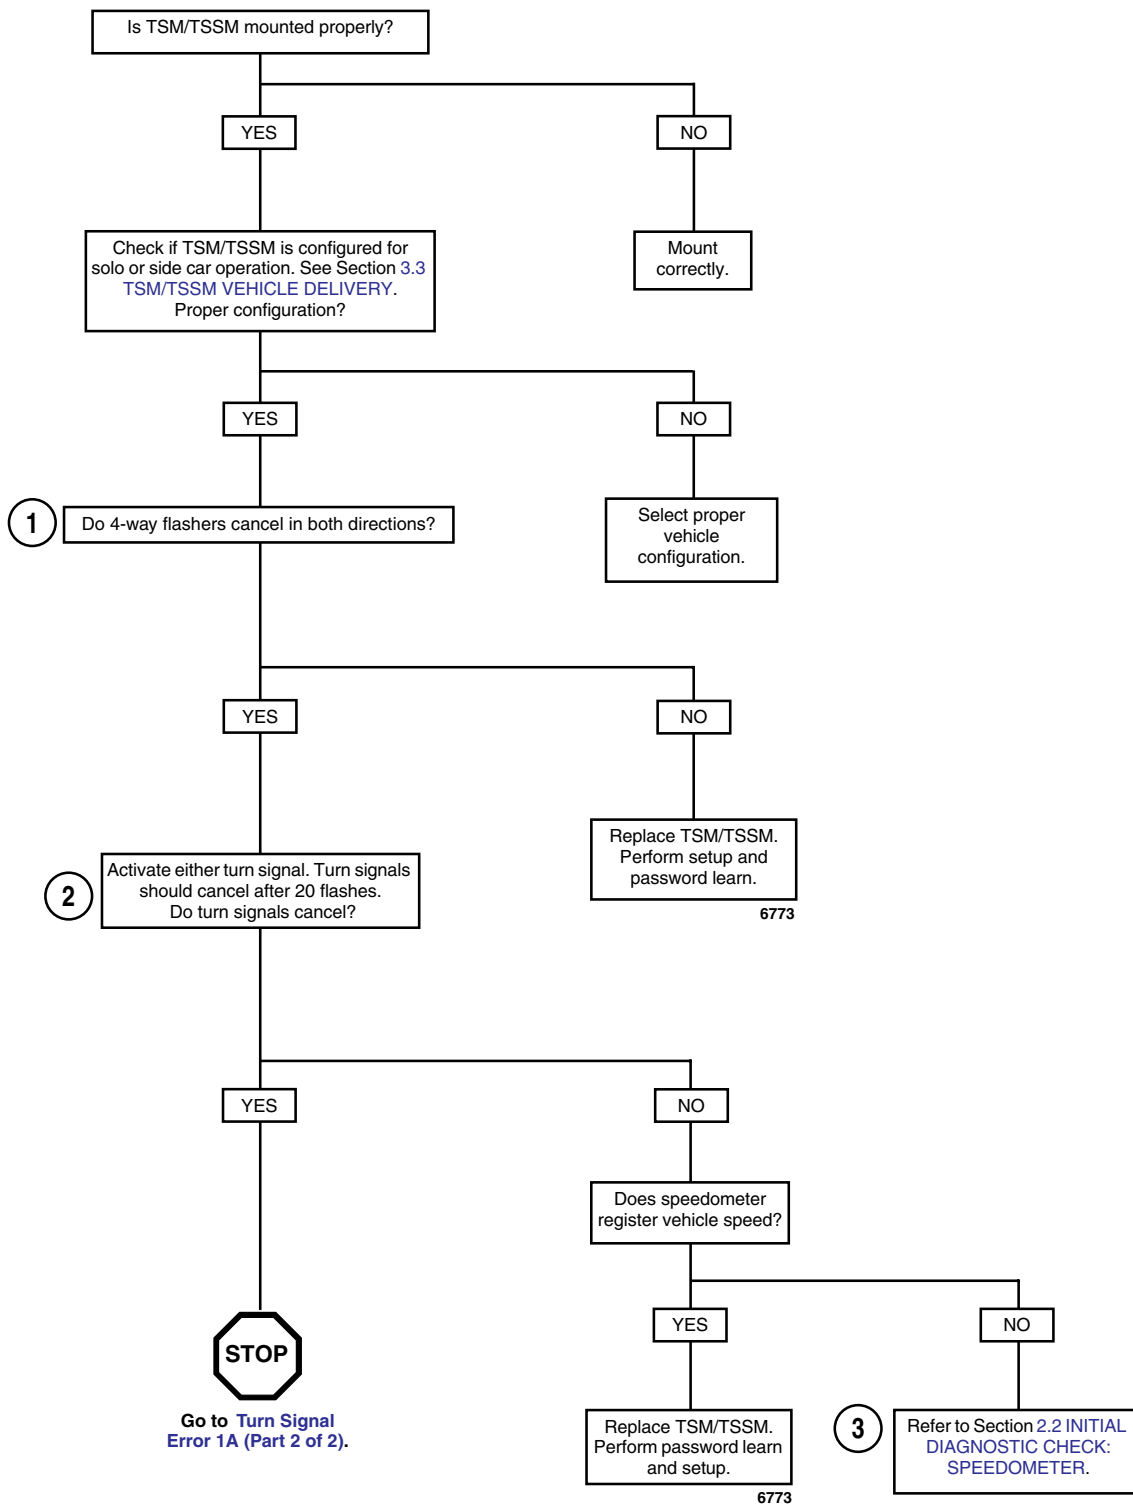 Is TSM/TSSM mounted properly?
YES
NO
Check if TSM/TSSM is configured for
solo or side car operation. See Section 3.3
TSM/TSSM VEHICLE DELIVERY.
Proper configuration?
Mount
correctly.
YES
NO
1
Do 4-way flashers cancel in both directions?
Select proper
vehicle
configuration.
YES
NO
2
Activate either turn signal. Turn signals
should cancel after 20 flashes.
Do turn signals cancel?
Replace TSM/TSSM.
Perform setup and
password learn.
6773
YES
NO
Does speedometer
register vehicle speed?
YES
NO
STOP
Go to Turn Signal
Error 1A (Part 2 of 2).
Replace TSM/TSSM.
Perform password learn
and setup.
6773
3
Refer to Section 2.2 INITIAL
DIAGNOSTIC CHECK:
SPEEDOMETER.